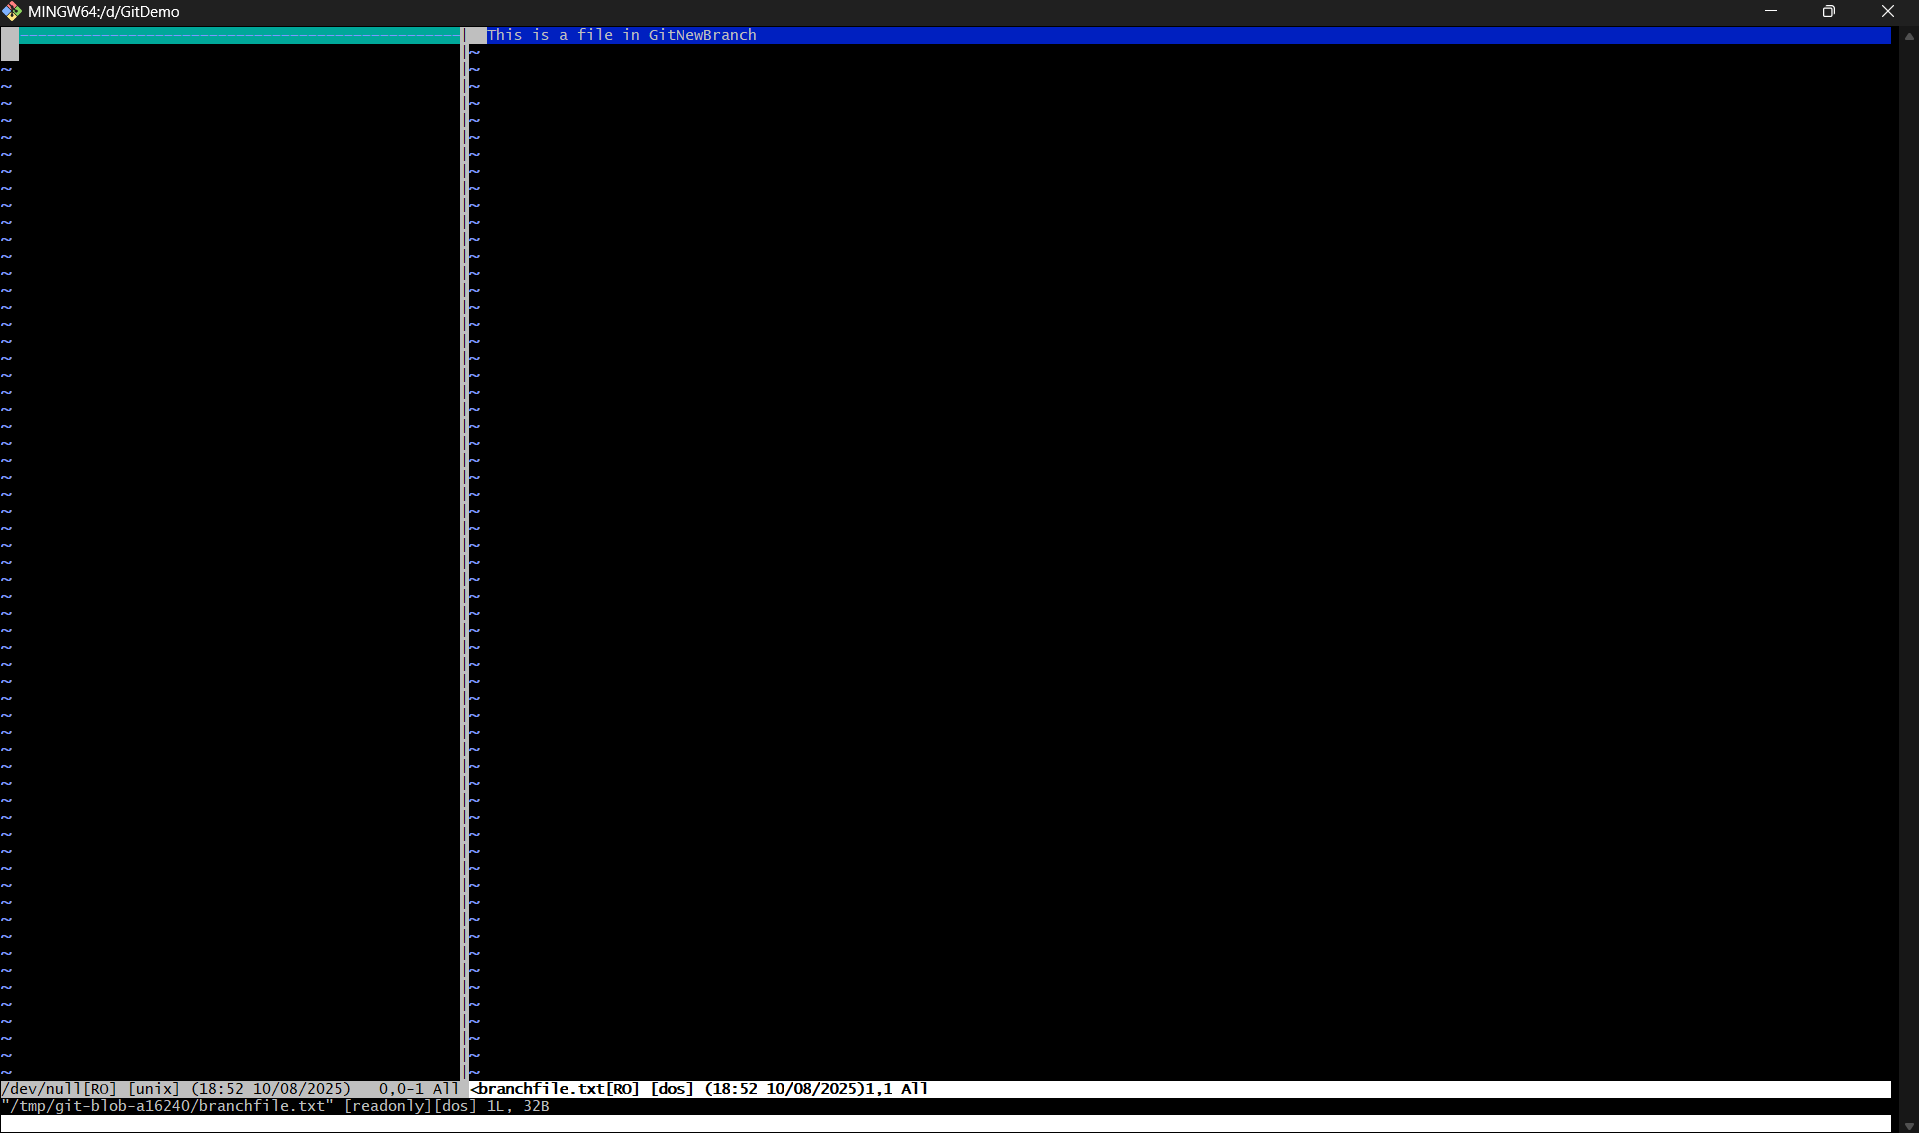 MINGW64:/d/GitDemo
This is a file in GitNewBranch
/dev/null[RO] [unix] (18:52 10/08/2025) 0,0-1 All <branchfile.txt[RO] [dos] (18:52 10/08/2025)1,1 All
"/tmp/git-blob-a16240/branchfile.txt" [readonly][dos] 1L, 32B